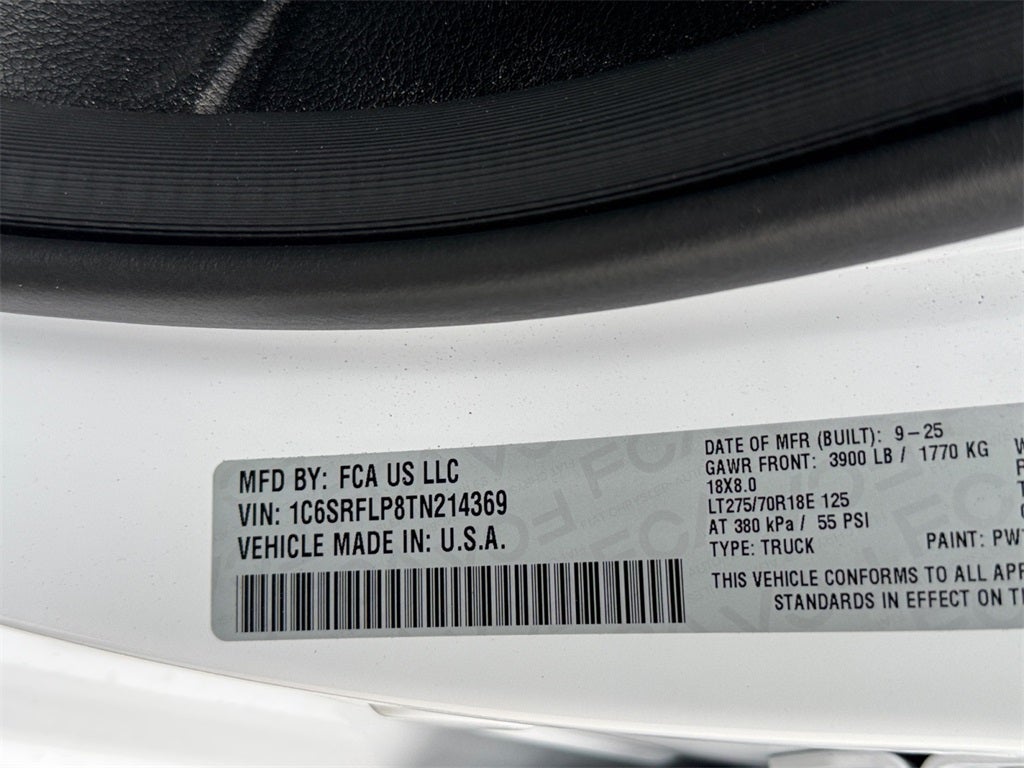 MFD BY: FCA US LLC
VIN: 1C6SRFLP8TN214369
VEHICLE MADE IN: U.S.A.
DATE OF MFR (BUILT): 9-25
GAWR FRONT: 3900 LB / 1770 KG
18X8.0
LT275/70R18E 125
AT 380 kPa / 55 PSI
TYPE: TRUCK
PAINT:
THIS VEHICLE CONFORMS TO ALL
STANDARDS IN EFFECT ON